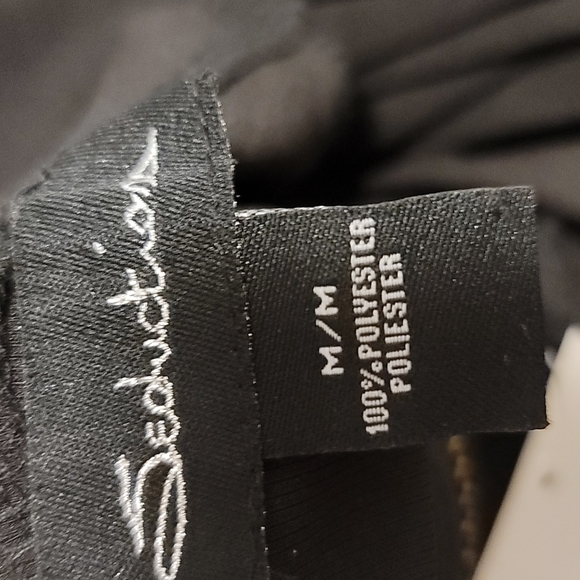 Seduction
M/M
100% POLYESTER
POLIESTER